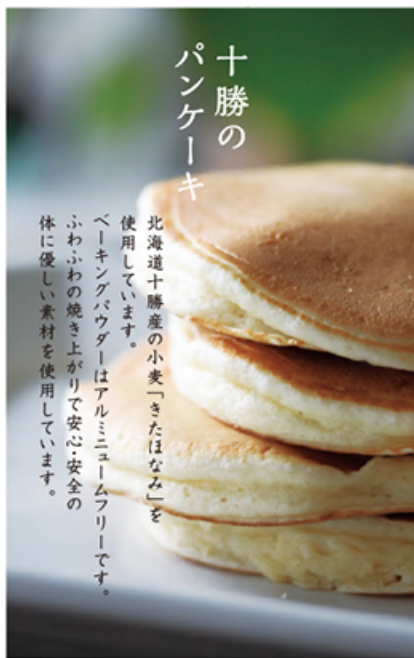 十勝の
パンケーキ
北海道十勝産の小麦「きたほなみ」を
使用しています。
ベーキングパウダーはアルミニュームフリーです。
ふわふわの焼き上がりで安心・安全の
体に優しい素材を使用しています。